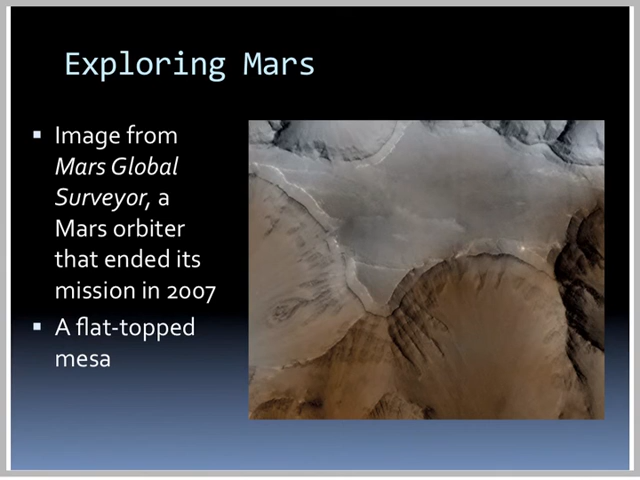 Exploring Mars
▪ Image from
Mars Global
Surveyor, a
Mars orbiter
that ended its
mission in 2007
▪ A flat-topped
mesa